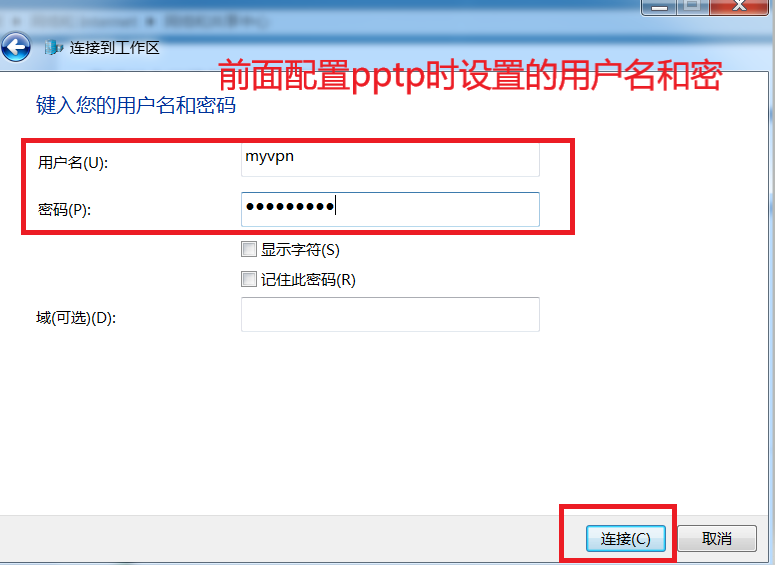 连接到工作区
前面配置pptp时设置的用户名和密
键入您的用户名和密码
用户名(U):
myvpn
密码(P):
●●●●●●●●●
显示字符(S)
记住此密码(R)
域(可选)(D):
连接(C)
取消